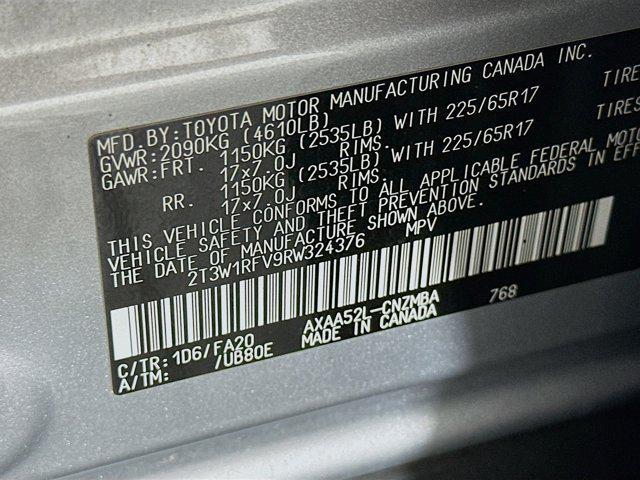 MFD. BY: TOYOTA MOTOR MANUFACTURING CANADA INC.
GVWR: 2090KG (4610LB)
GAWR: FRT. 1150KG (2535LB) WITH 225/65R17 TIRES
17x7.0J RIMS.
RR. 1150KG (2535LB) WITH 225/65R17 TIRES
17x7.0J RIMS.
THIS VEHICLE CONFORMS TO ALL APPLICABLE FEDERAL MOTOR
VEHICLE SAFETY AND THEFT PREVENTION STANDARDS IN EFF
THE DATE OF MANUFACTURE SHOWN ABOVE.
2T3W1RFV9RW324376 MPV
C/TR: 1D6/FA20 AXAA52L-CNZMBA 768
A/TM: /UB80E MADE IN CANADA